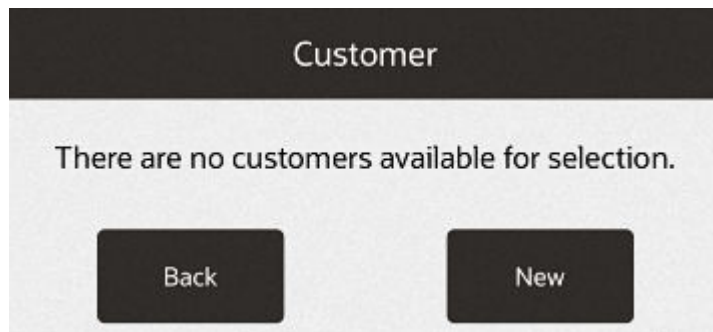 Customer
There are no customers available for selection.
Back
New